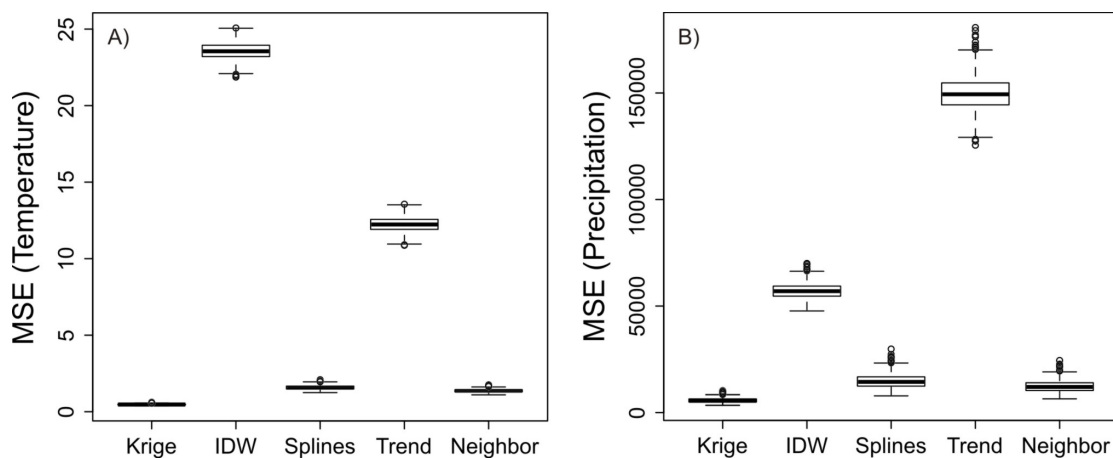 A)
MSE (Temperature)
25
20
15
10
5
0
Krige IDW Splines Trend Neighbor
B)
MSE (Precipitation)
150000
100000
50000
0
Krige IDW Splines Trend Neighbor